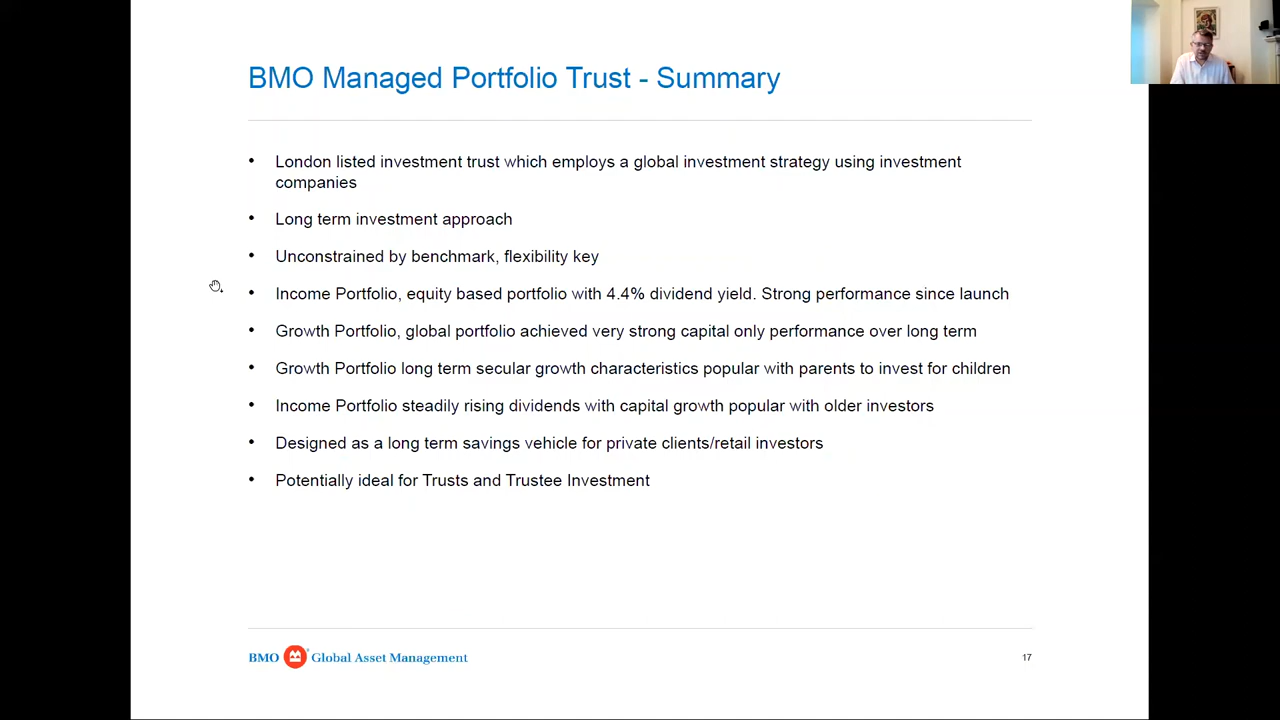 BMO Managed Portfolio Trust - Summary
• London listed investment trust which employs a global investment strategy using investment
companies
• Long term investment approach
• Unconstrained by benchmark, flexibility key
• Income Portfolio, equity based portfolio with 4.4% dividend yield. Strong performance since launch
• Growth Portfolio, global portfolio achieved very strong capital only performance over long term
• Growth Portfolio long term secular growth characteristics popular with parents to invest for children
• Income Portfolio steadily rising dividends with capital growth popular with older investors
• Designed as a long term savings vehicle for private clients/retail investors
• Potentially ideal for Trusts and Trustee Investment
BMO Global Asset Management
17